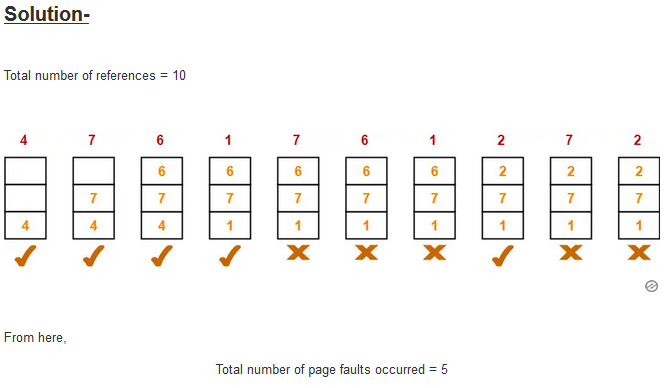 Solution-
Total number of references = 10
4 7 6 1 7 6 1 2 7 2
6 6 6 6 6 2 2 2
7 7 7 7 7 7 7 7 7
4 4 4 1 1 1 1 1 1 1
From here,
Total number of page faults occurred = 5